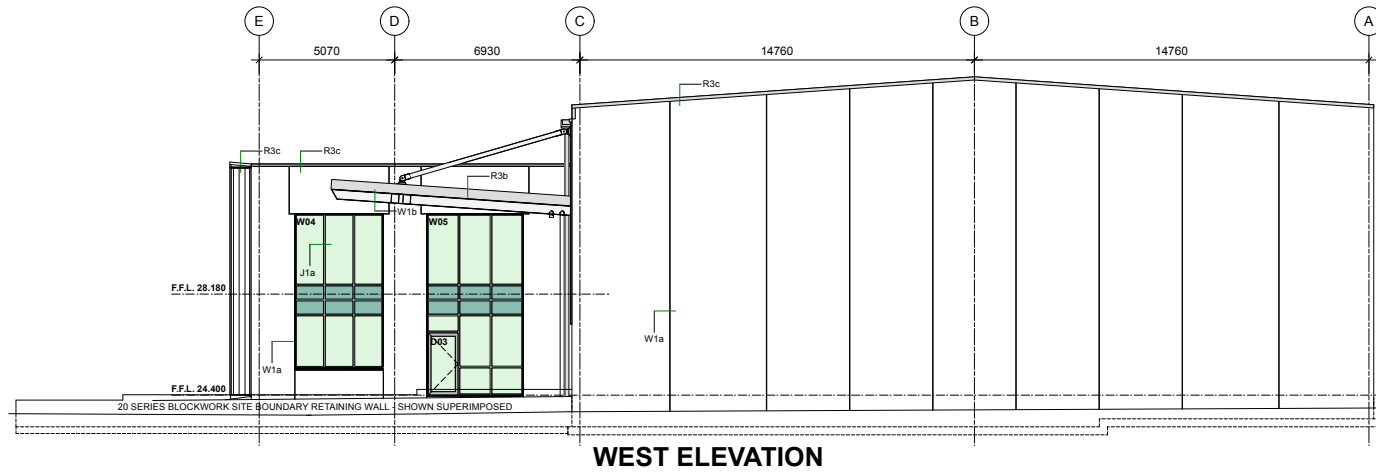 E D C B A
5070 6930 14760 14760
R3c
R3c R3c
R3b
W1b
W04 W05
J1a
F.F.L. 28.180
W1a
D03
W1a
F.F.L. 24.400
20 SERIES BLOCKWORK SITE BOUNDARY RETAINING WALL - SHOWN SUPERIMPOSED
WEST ELEVATION